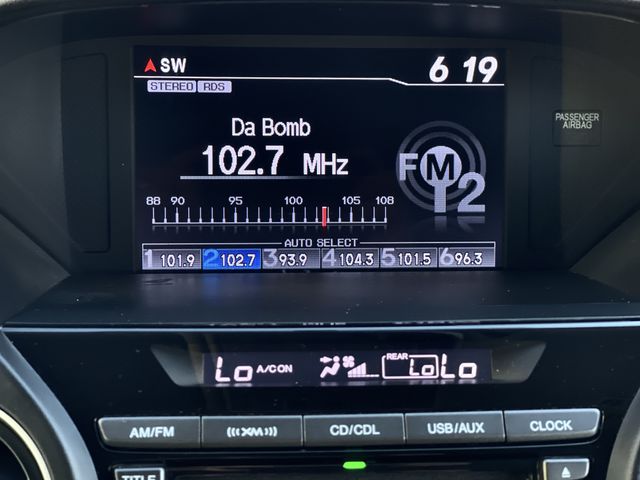 SW
6 19
STEREO RDS
Da Bomb
102.7 MHz
FM 2
88 90 95 100 105 108
AUTO SELECT
1 101.9 2 102.7 3 93.9 4 104.3 5 101.5 6 96.3
PASSENGER
AIRBAG
Lo A/CON REAR Lo Lo
AM/FM (((XM))) CD/CDL USB/AUX CLOCK
TITLE